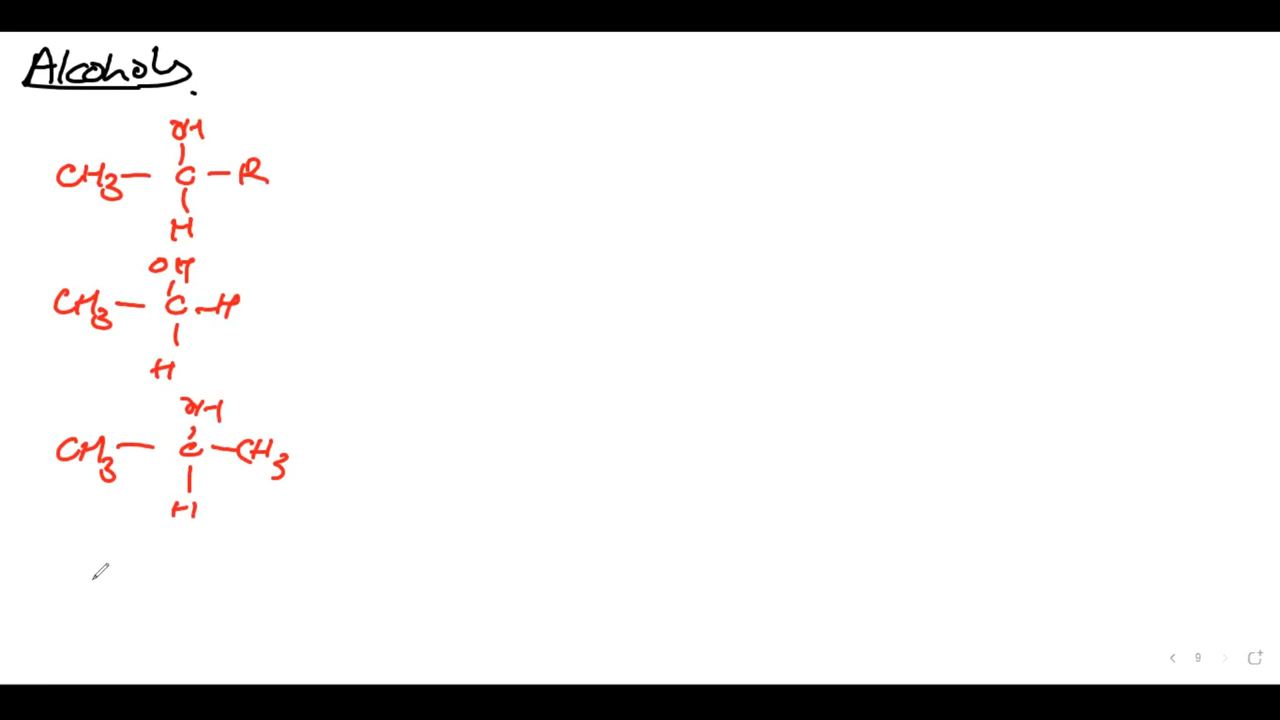 Alcohols
OH
CH3 — C — R
H
OH
CH3 — C — H
H
OH
CH3 — C — CH3
H
9